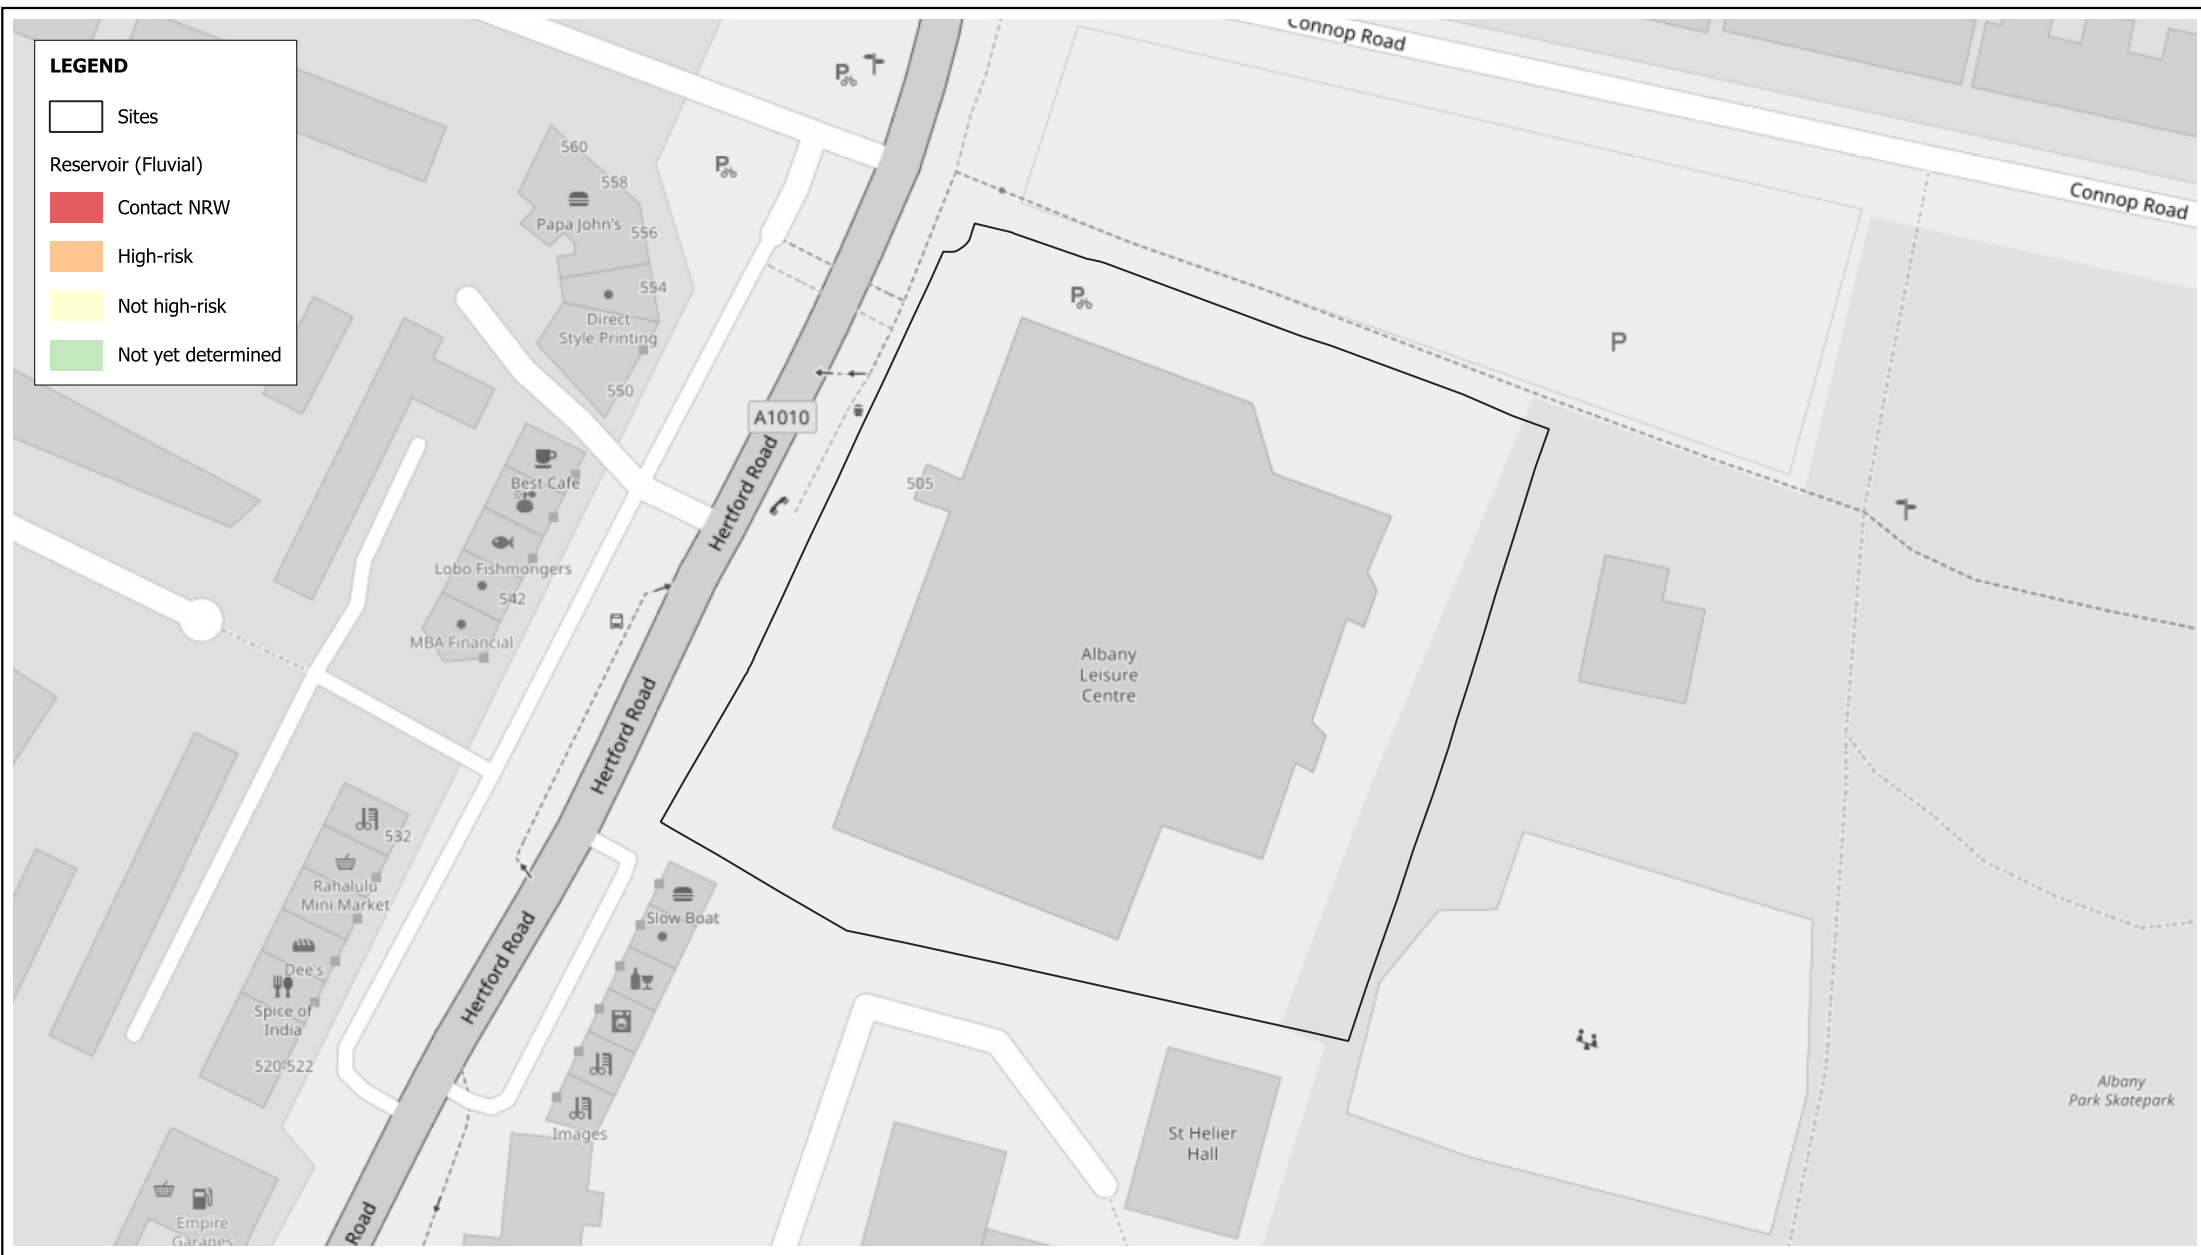 LEGEND
Sites
Reservoir (Fluvial)
Contact NRW
High-risk
Not high-risk
Not yet determined
Connop Road
Connop Road
P
P
P
P
560
558
Papa John's
556
554
Direct
Style Printing
550
A1010
Hertford Road
Best Cafe
505
Lobo Fishmongers
542
MBA Financial
Albany
Leisure
Centre
Hertford Road
532
Rahalulu
Mini Market
Slow Boat
Hertford Road
Dee's
Spice of
India
520-522
Images
Albany
Park Skatepark
St Helier
Hall
Empire
Garages
Road